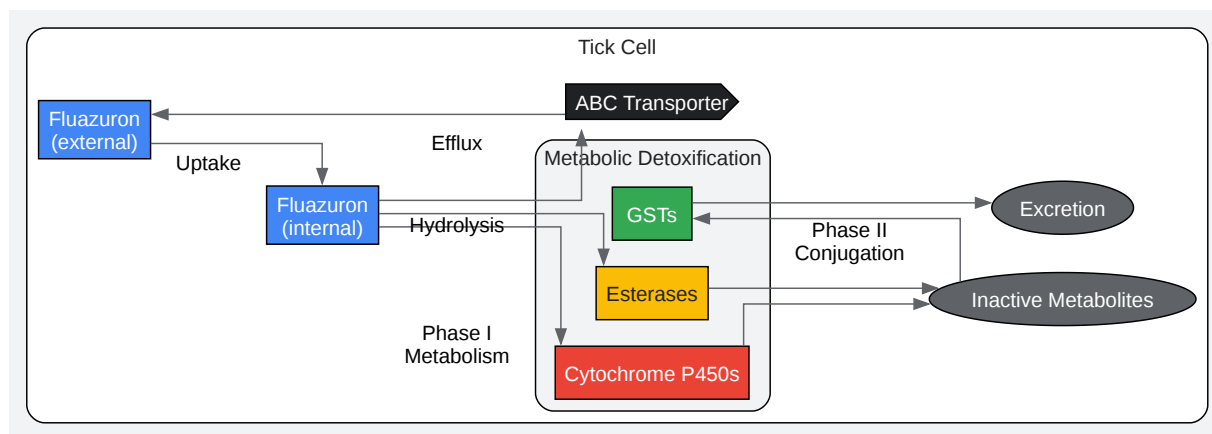 Tick Cell
ABC Transporter
Fluazuron
(external)
Efflux
Uptake
Metabolic Detoxification
Fluazuron
(internal)
GSTs
Excretion
Hydrolysis
Phase II
Conjugation
Esterases
Inactive Metabolites
Phase I
Metabolism
Cytochrome P450s